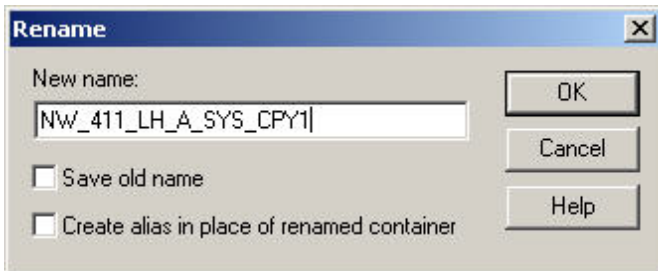 Rename
New name:
OK
NW_411_LH_A_SYS_CPY1
Cancel
Save old name
Help
Create alias in place of renamed container